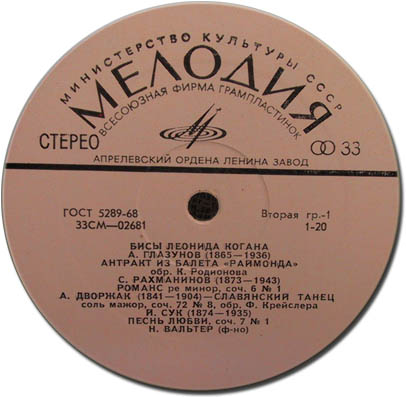 МИНИСТЕРСТВО КУЛЬТУРЫ СССР
МЕЛОДИЯ
ВСЕСОЮЗНАЯ ФИРМА ГРАМПЛАСТИНОК
СТЕРЕО
33
АПРЕЛЕВСКИЙ ОРДЕНА ЛЕНИНА ЗАВОД
ГОСТ 5289-68
33СМ—02681
Вторая гр.-1
1-20
БИСЫ ЛЕОНИДА КОГАНА
А. ГЛАЗУНОВ (1865—1936)
АНТРАКТ ИЗ БАЛЕТА «РАЙМОНДА»
обр. К. Родионова
С. РАХМАНИНОВ (1873—1943)
РОМАНС ре минор, соч. 6 № 1
А. ДВОРЖАК (1841—1904)—СЛАВЯНСКИЙ ТАНЕЦ
соль мажор, соч. 72 № 8, обр. Ф. Крейслера
Й. СУК (1874—1935)
ПЕСНЬ ЛЮБВИ, соч. 7 № 1
Н. ВАЛЬТЕР (ф-но)